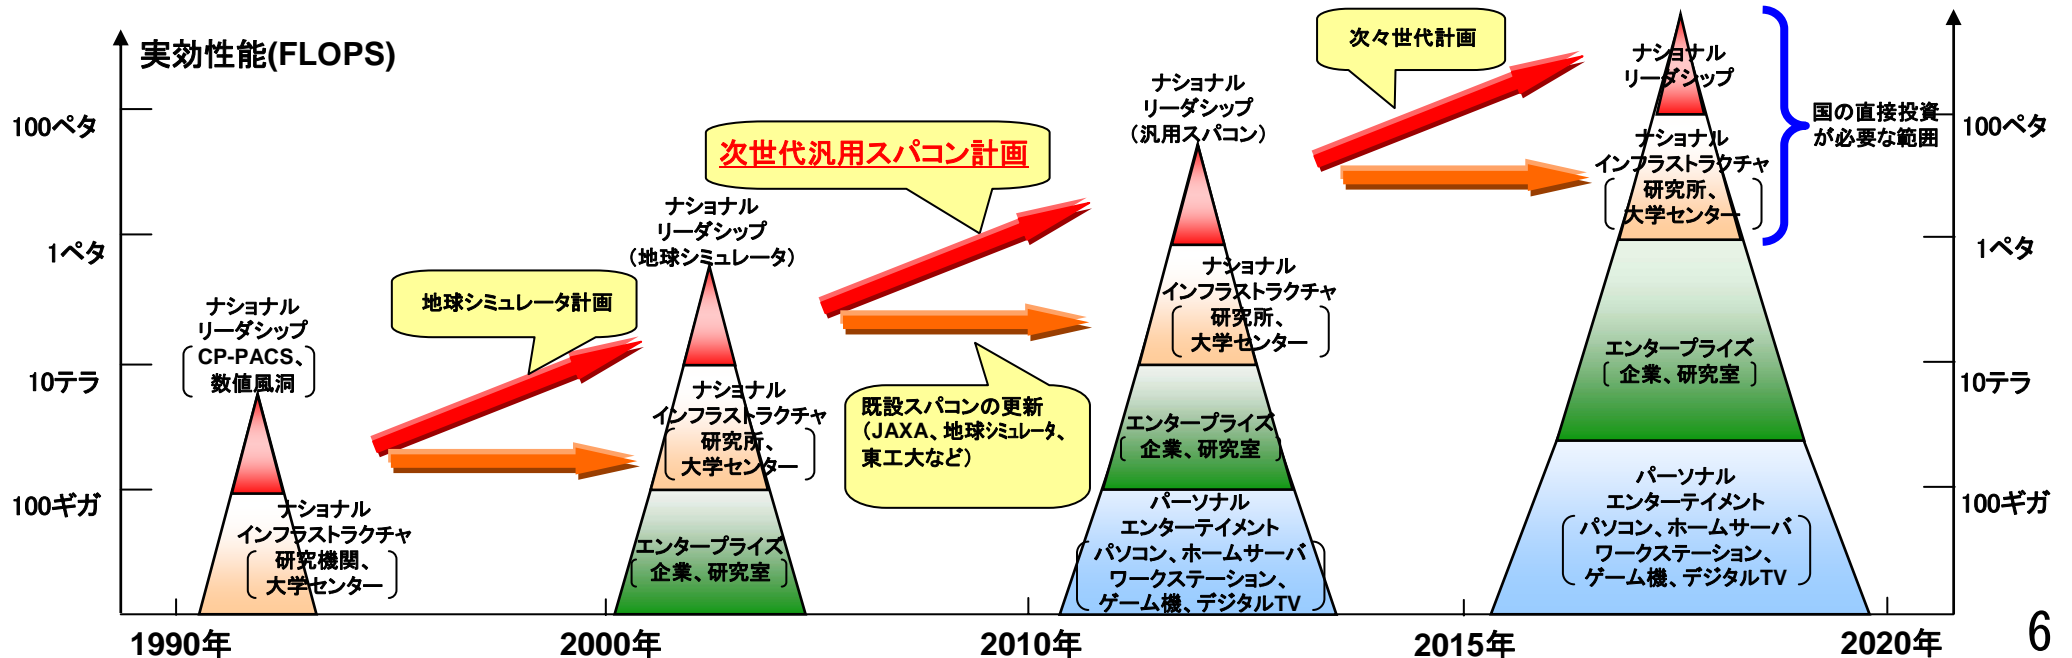 実効性能(FLOPS)
100ペタ
1ペタ
10テラ
100ギガ
ナショナル
リーダシップ
CP-PACS、
数値風洞
ナショナル
インフラストラクチャ
研究機関、
大学センター
地球シミュレータ計画
ナショナル
リーダシップ
(地球シミュレータ)
ナショナル
インフラストラクチャ
研究所、
大学センター
エンタープライズ
企業、研究室
次世代汎用スパコン計画
既設スパコンの更新
(JAXA、地球シミュレータ、
東工大など)
ナショナル
リーダシップ
(汎用スパコン)
ナショナル
インフラストラクチャ
研究所、
大学センター
エンタープライズ
企業、研究室
パーソナル
エンターテイメント
パソコン、ホームサーバ
ワークステーション、
ゲーム機、デジタルTV
次々世代計画
ナショナル
リーダシップ
ナショナル
インフラストラクチャ
研究所、
大学センター
エンタープライズ
企業、研究室
パーソナル
エンターテイメント
パソコン、ホームサーバ
ワークステーション、
ゲーム機、デジタルTV
国の直接投資
が必要な範囲
100ペタ
1ペタ
10テラ
100ギガ
1990年
2000年
2010年
2015年
2020年
6